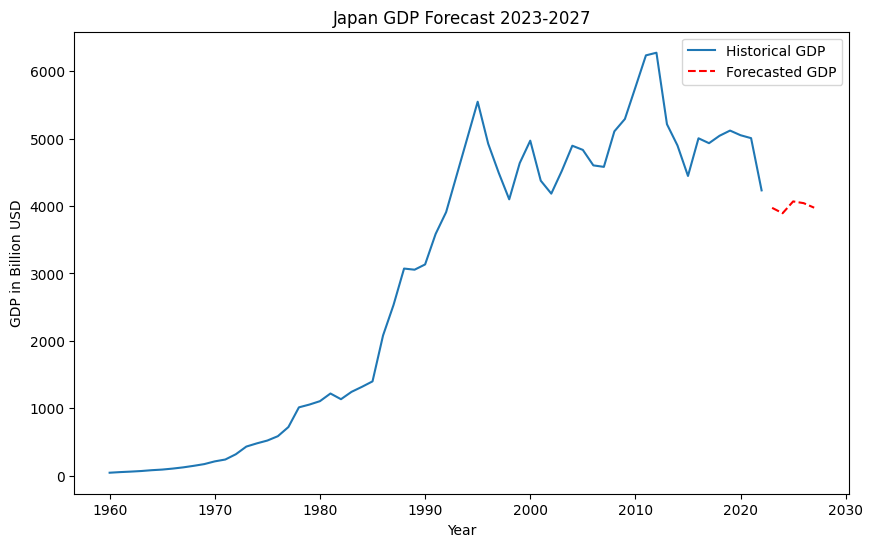 Japan GDP Forecast 2023-2027
Historical GDP
Forecasted GDP
GDP in Billion USD
6000
5000
4000
3000
2000
1000
0
1960 1970 1980 1990 2000 2010 2020 2030
Year